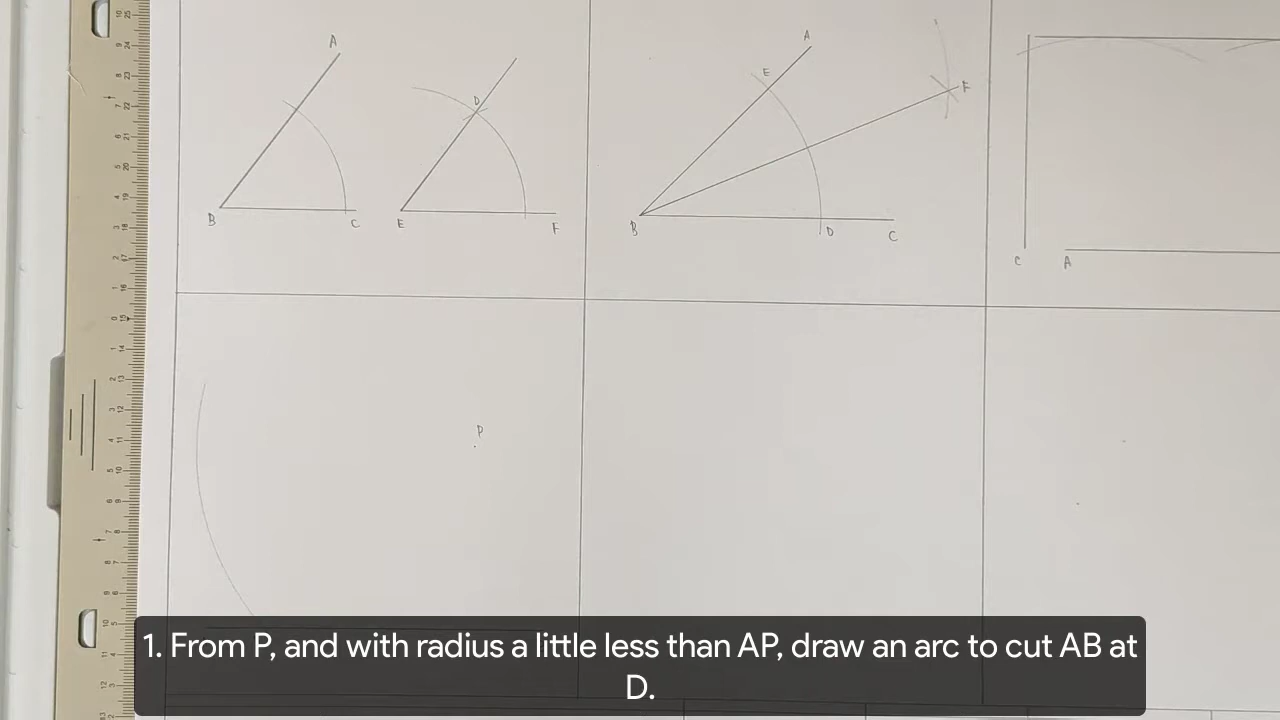 A
B
C
D
E
F
A
E
F
B
D
C
C
A
P
1. From P, and with radius a little less than AP, draw an arc to cut AB at
D.